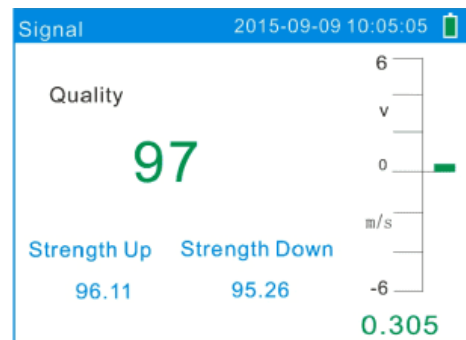 Signal 2015-09-09 10:05:05
6
Quality
v
97
0
m/s
Strength Up Strength Down
96.11 95.26
-6
0.305